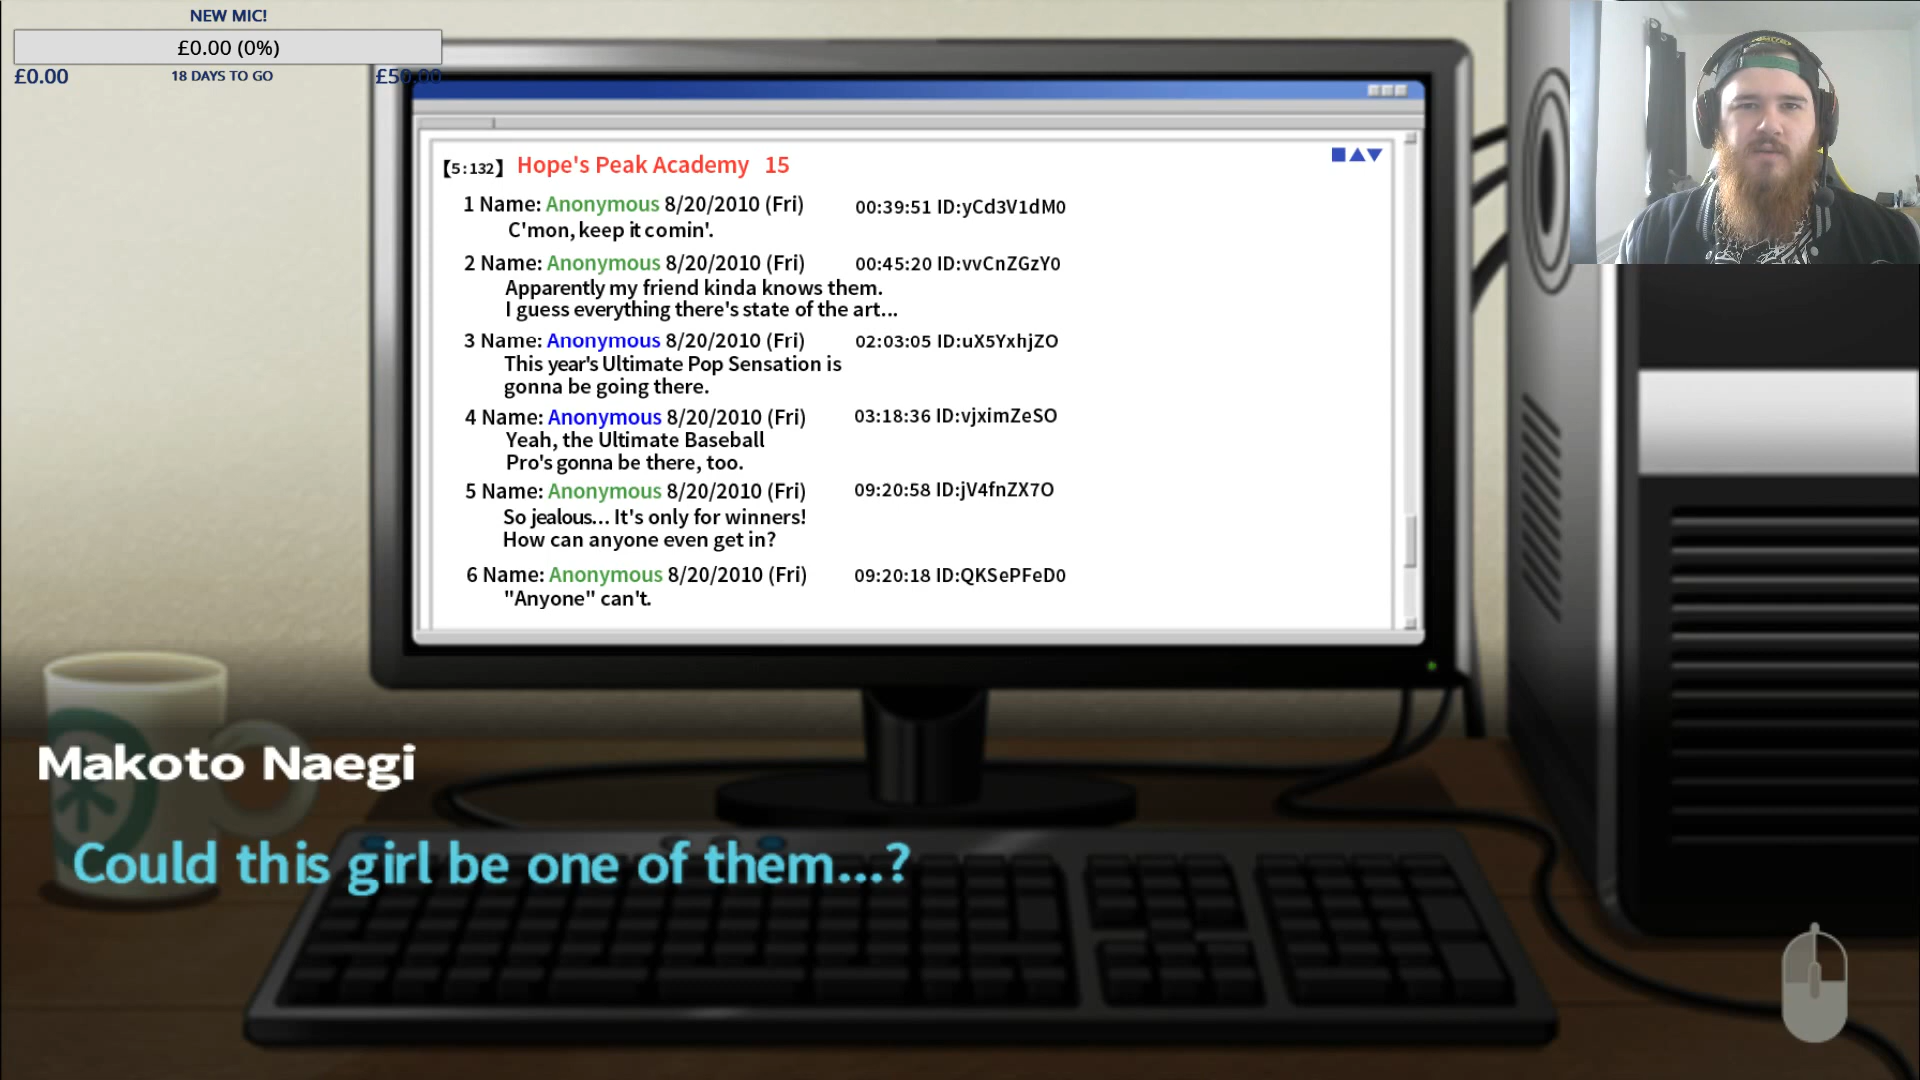 NEW MIC!
£0.00 (0%)
£0.00 18 DAYS TO GO £50.00
【5:132】 Hope's Peak Academy 15 ■▲▼
1 Name: Anonymous 8/20/2010 (Fri) 00:39:51 ID:yCd3V1dM0
C'mon, keep it comin'.
2 Name: Anonymous 8/20/2010 (Fri) 00:45:20 ID:vvCnZGzY0
Apparently my friend kinda knows them.
I guess everything there's state of the art...
3 Name: Anonymous 8/20/2010 (Fri) 02:03:05 ID:uX5YxhjZO
This year's Ultimate Pop Sensation is
gonna be going there.
4 Name: Anonymous 8/20/2010 (Fri) 03:18:36 ID:vjximZeSO
Yeah, the Ultimate Baseball
Pro's gonna be there, too.
5 Name: Anonymous 8/20/2010 (Fri) 09:20:58 ID:jV4fnZX7O
So jealous... It's only for winners!
How can anyone even get in?
6 Name: Anonymous 8/20/2010 (Fri) 09:20:18 ID:QKSePFeD0
"Anyone" can't.
Makoto Naegi
Could this girl be one of them...?